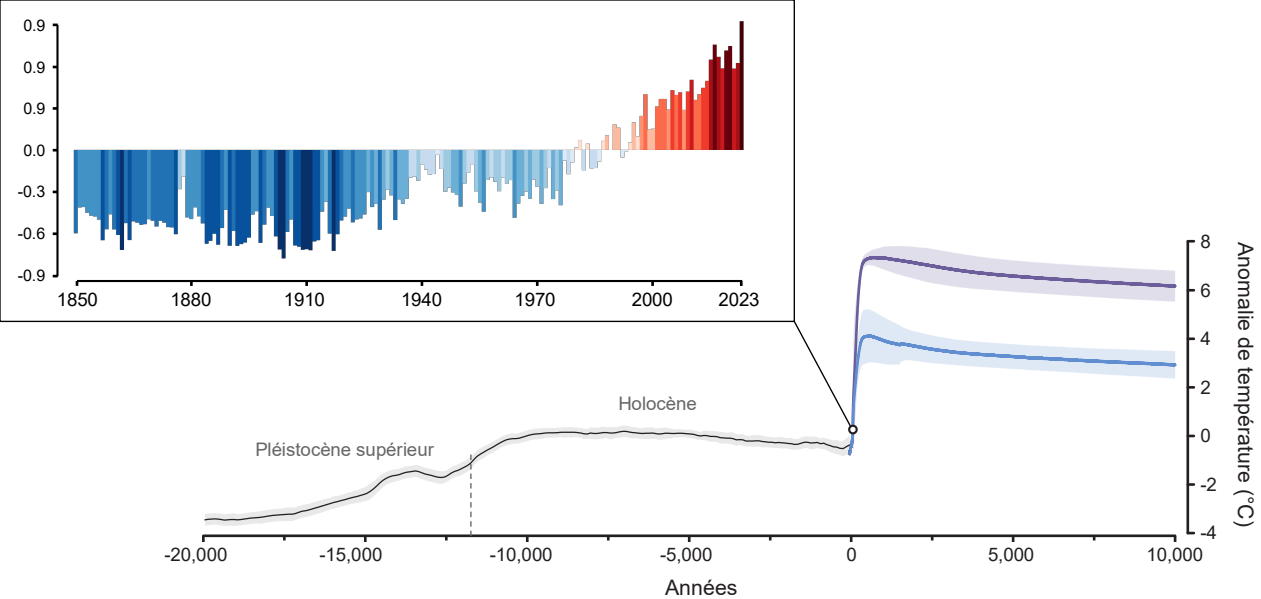 0.9
0.9
0.9
0.0
-0.3
-0.6
-0.9
1850 1880 1910 1940 1970 2000 2023
Holocène
Pléistocène supérieur
8
6
4
2
0
-2
-4
Anomalie de température (°C)
-20,000 -15,000 -10,000 -5,000 0 5,000 10,000
Années